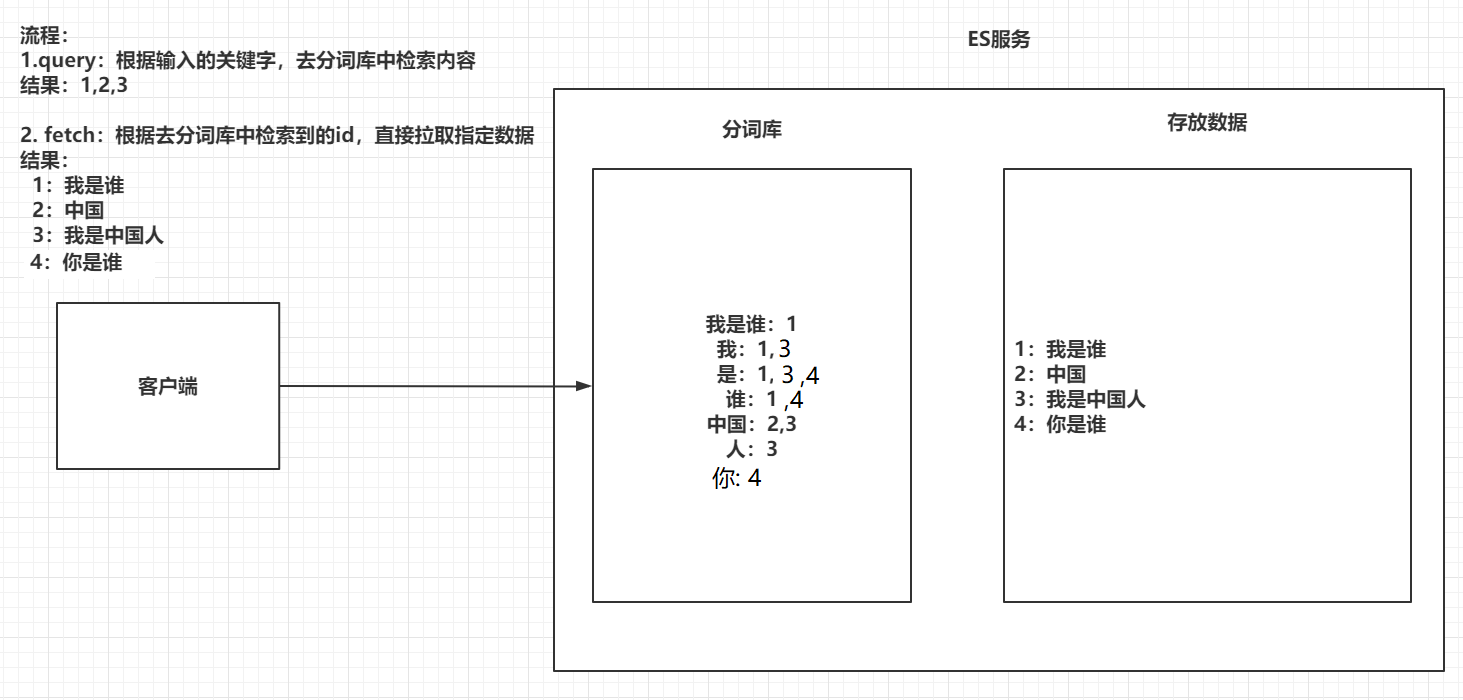 流程：
1.query：根据输入的关键字，去分词库中检索内容
结果：1,2,3
2. fetch：根据去分词库中检索到的id，直接拉取指定数据
结果：
1：我是谁
2：中国
3：我是中国人
4：你是谁
客户端
ES服务
分词库
我是谁：1
我：1, 3
是：1, 3 ,4
谁：1 ,4
中国：2,3
人：3
你: 4
存放数据
1：我是谁
2：中国
3：我是中国人
4：你是谁